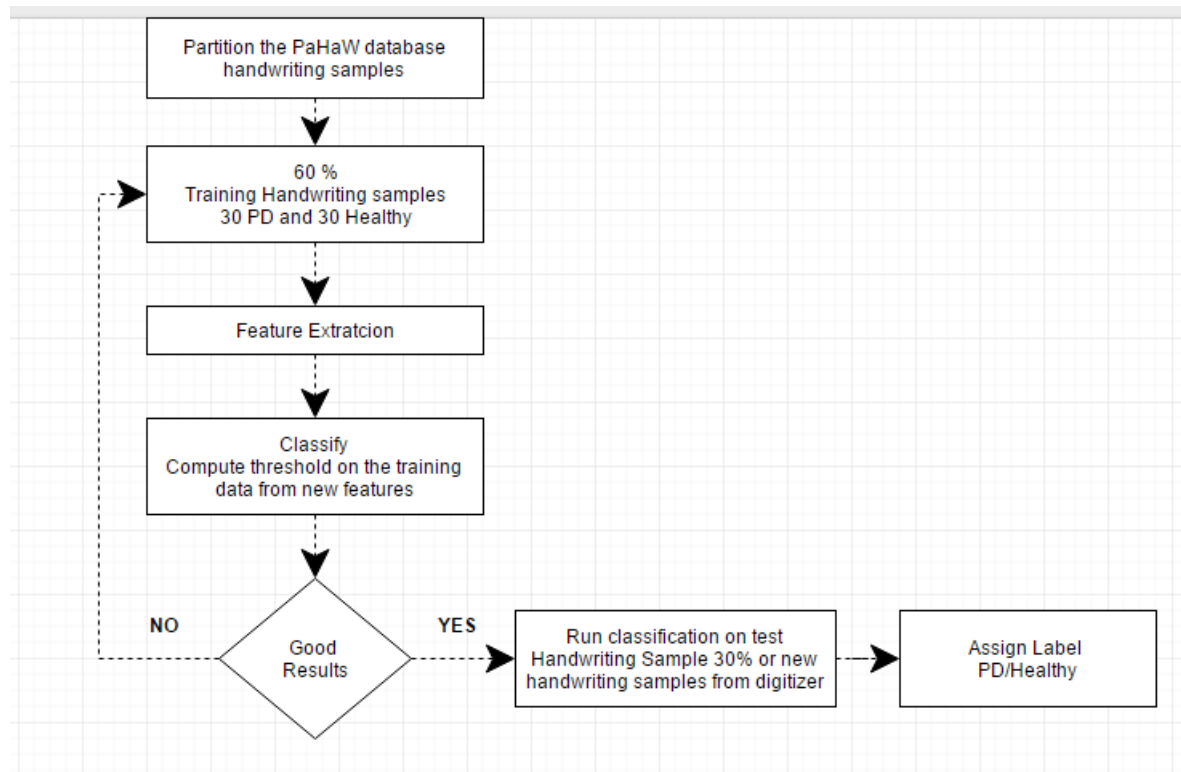 Partition the PaHaW database
handwriting samples
60 %
Training Handwriting samples
30 PD and 30 Healthy
Feature Extratcion
Classify
Compute threshold on the training
data from new features
NO
Good
Results
YES
Run classification on test
Handwriting Sample 30% or new
handwriting samples from digitizer
Assign Label
PD/Healthy